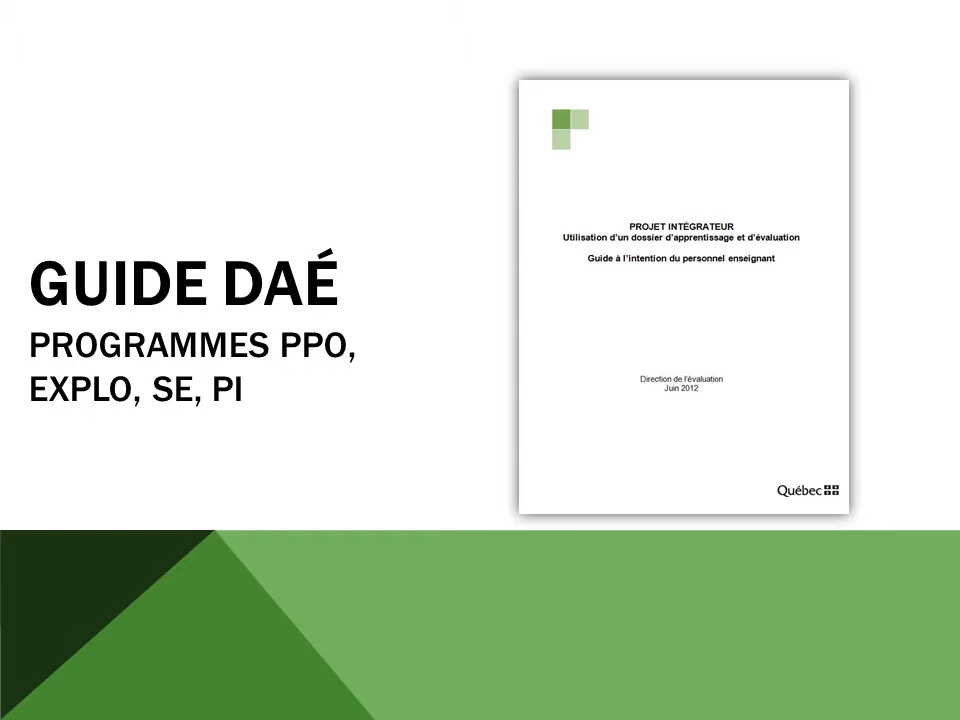 GUIDE DAÉ
PROGRAMMES PPO,
EXPLO, SE, PI
PROJET INTÉGRATEUR
Utilisation d'un dossier d'apprentissage et d'évaluation
Guide à l'intention du personnel enseignant
Direction de l'évaluation
Juin 2012
Québec